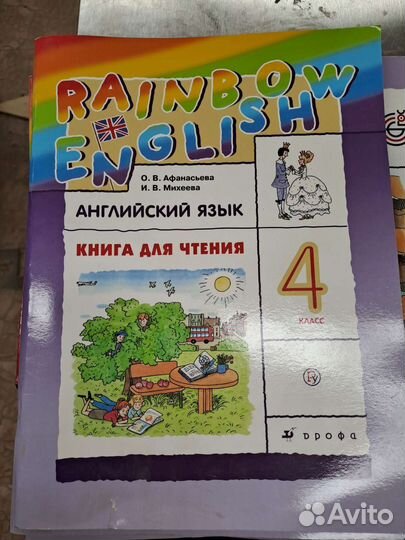 RAINBOW
ENGLISH
О. В. Афанасьева
И. В. Михеева
АНГЛИЙСКИЙ ЯЗЫК
КНИГА ДЛЯ ЧТЕНИЯ
4
КЛАСС
дрофа
Avito